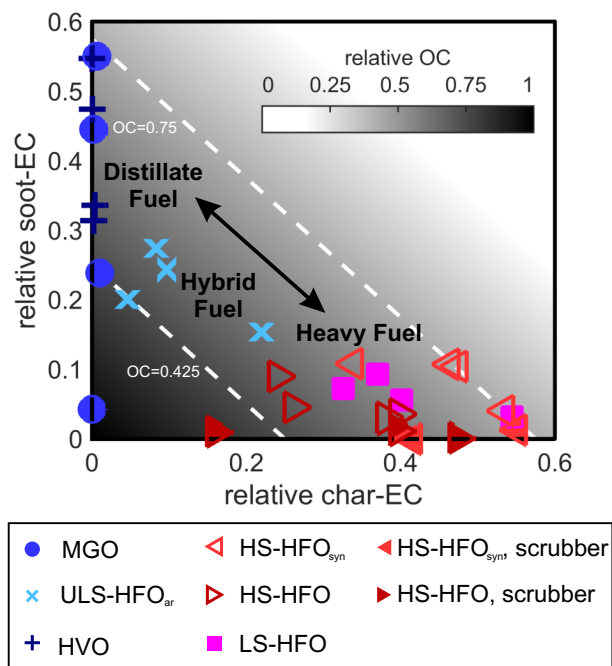 relative OC
0 0.25 0.5 0.75 1
0.6
0.5
0.4
0.3
0.2
0.1
0
relative soot-EC
OC=0.75
Distillate
Fuel
Hybrid
Fuel
Heavy Fuel
OC=0.425
0 0.2 0.4 0.6
relative char-EC
MGO
HS-HFOsyn
HS-HFOsyn, scrubber
ULS-HFOar
HS-HFO
HS-HFO, scrubber
HVO
LS-HFO